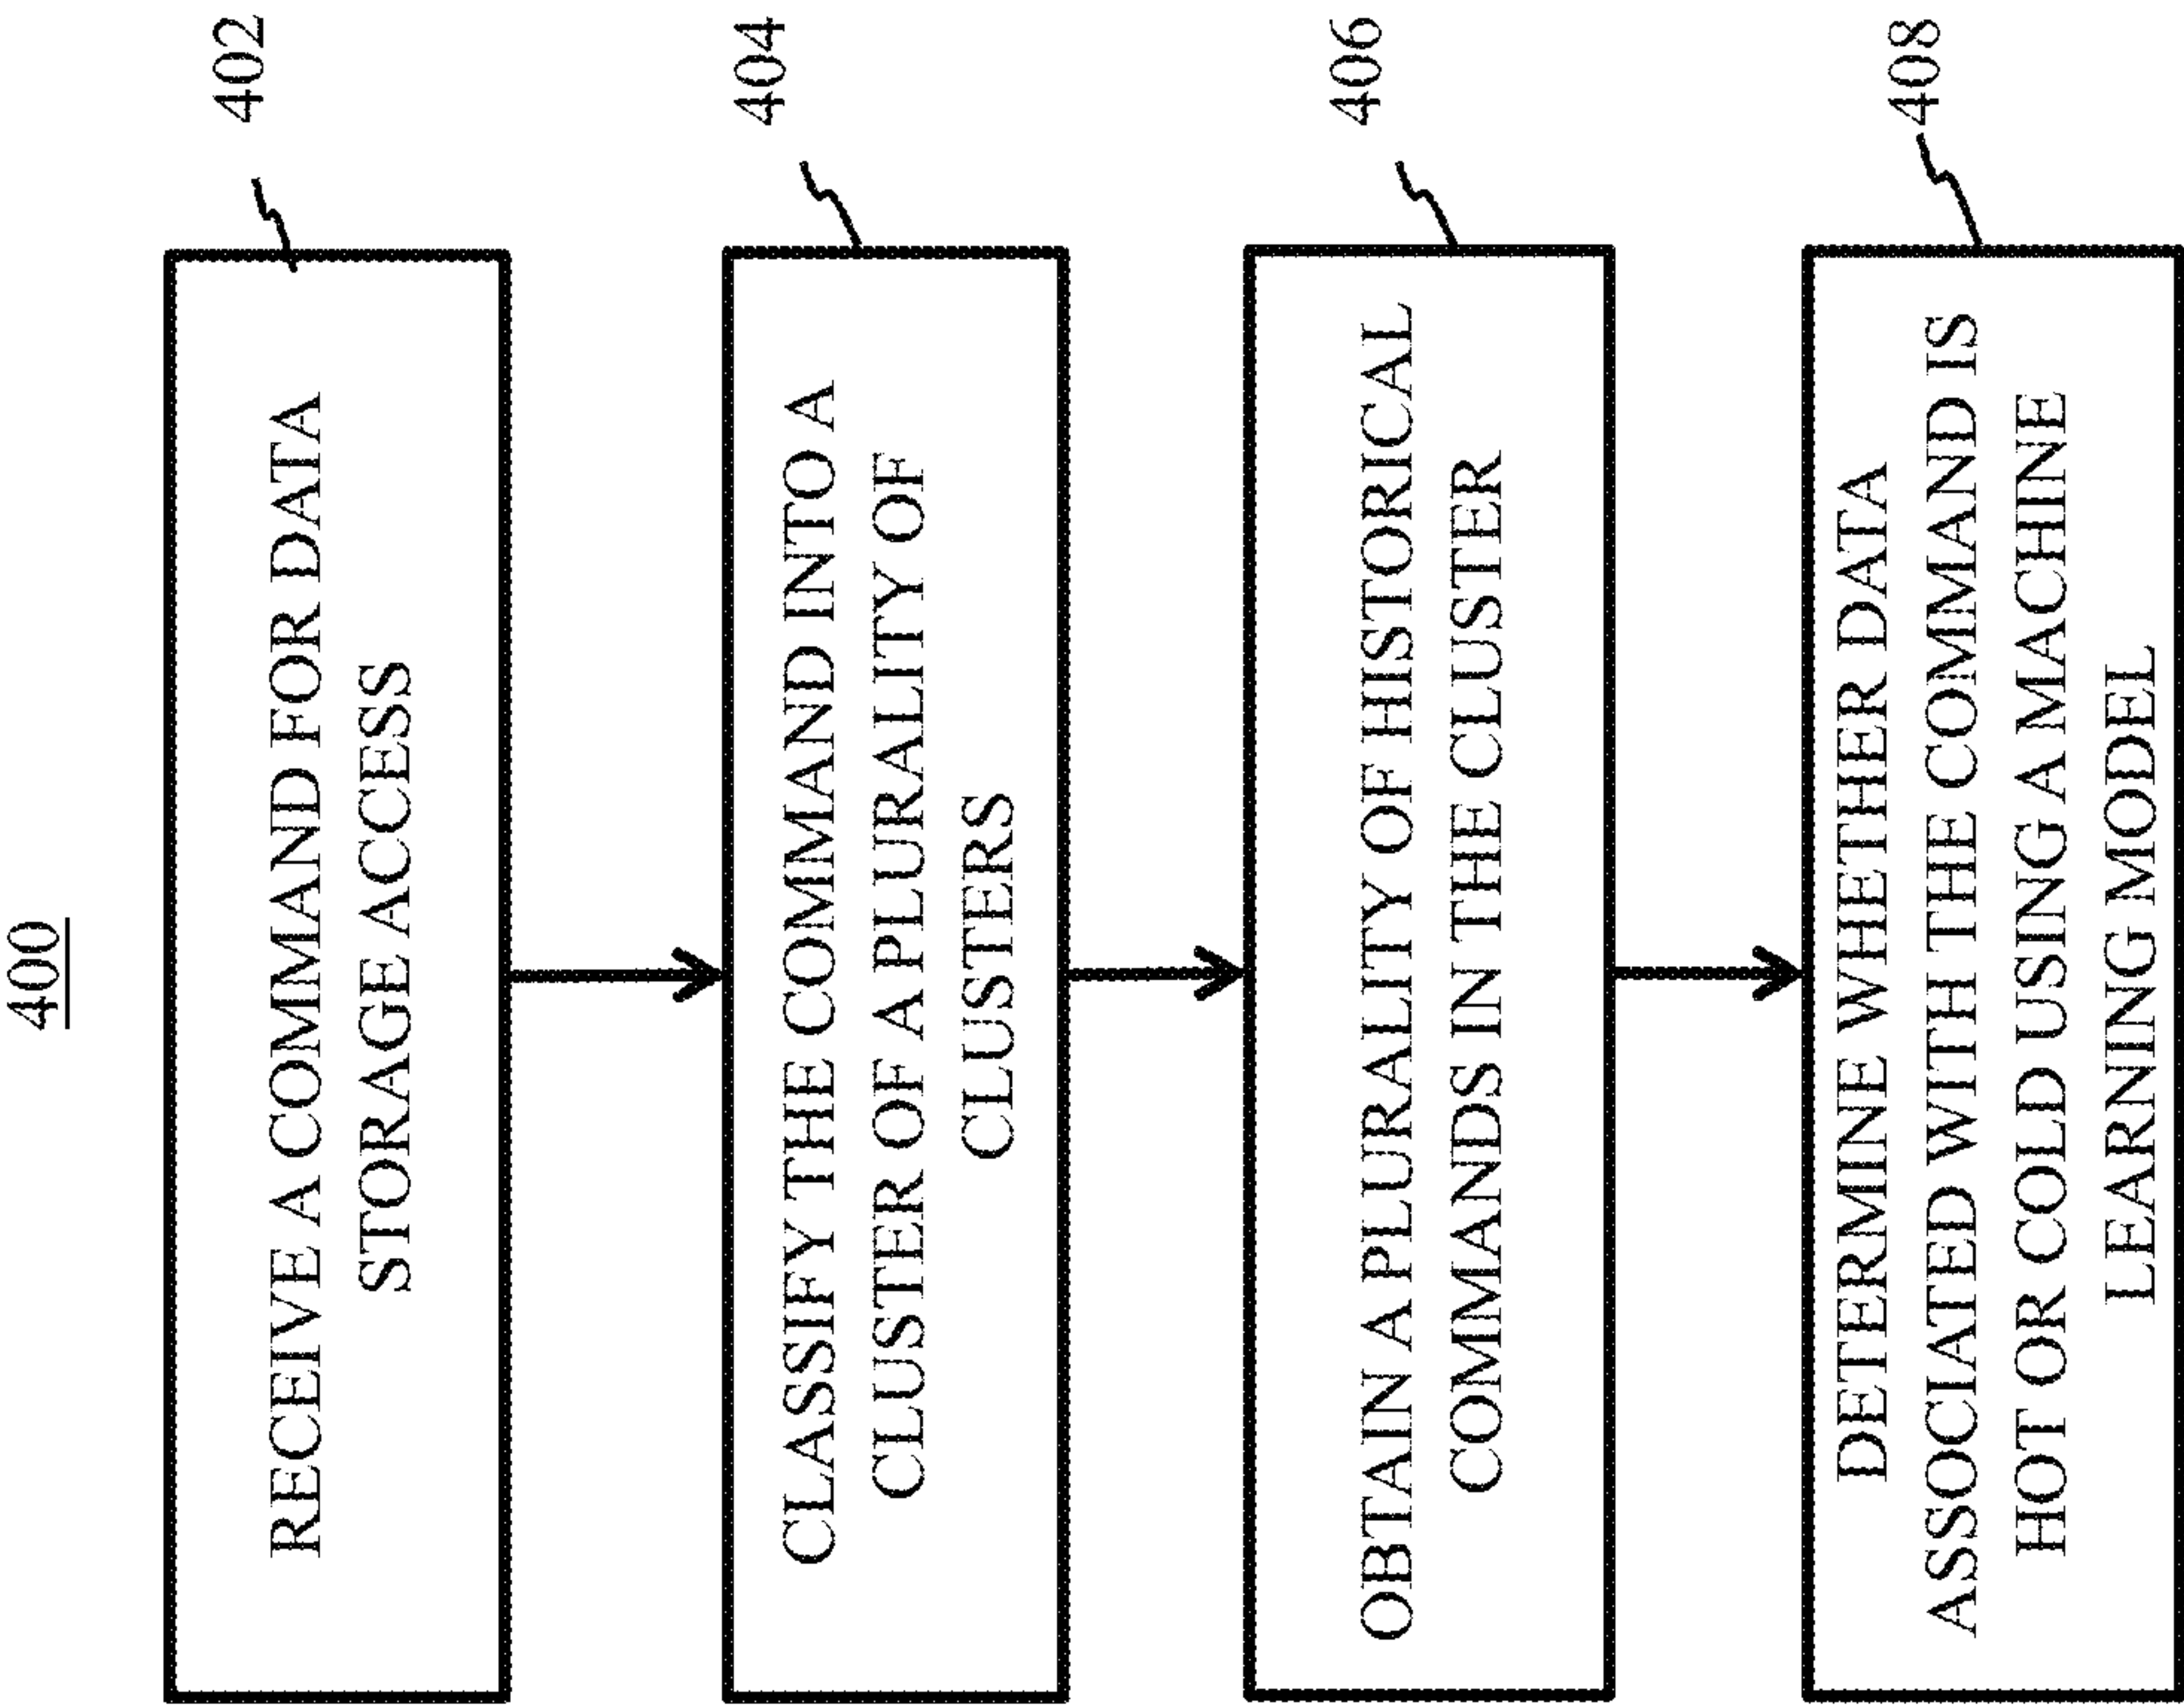 400
RECEIVE A COMMAND FOR DATA
STORAGE ACCESS
402
CLASSIFY THE COMMAND INTO A
CLUSTER OF A PLURALITY OF
CLUSTERS
404
OBTAIN A PLURALITY OF HISTORICAL
COMMANDS IN THE CLUSTER
406
DETERMINE WHETHER DATA
ASSOCIATED WITH THE COMMAND IS
HOT OR COLD USING A MACHINE
LEARNING MODEL
408